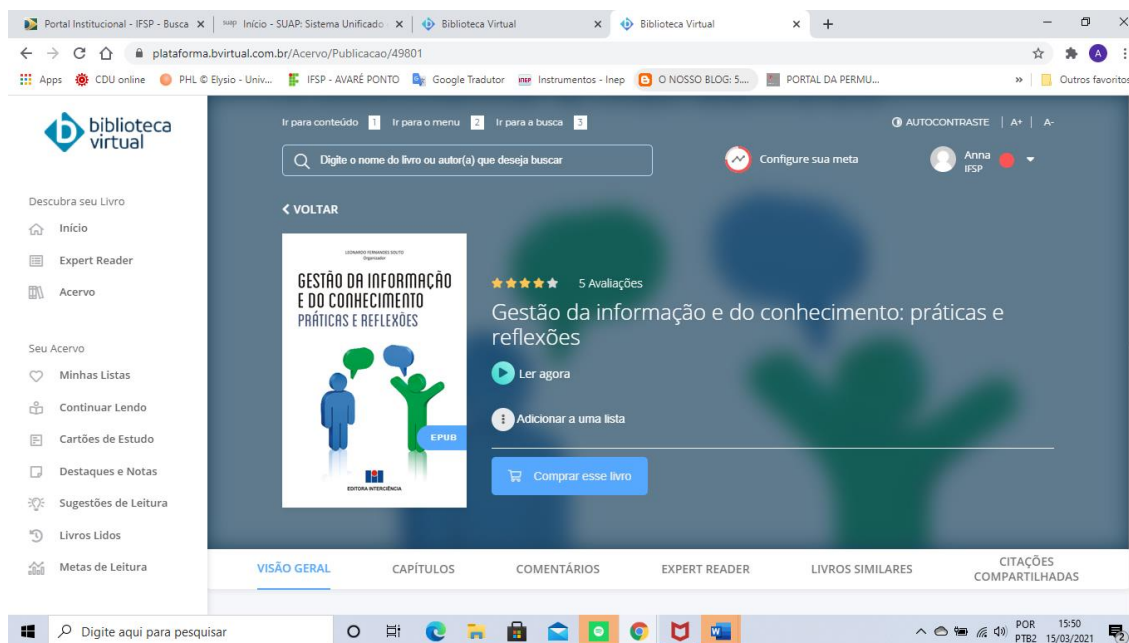 Portal Institucional - IFSP - Busca
suap Início - SUAP: Sistema Unificado
Biblioteca Virtual
Biblioteca Virtual
plataforma.bvirtual.com.br/Acervo/Publicacao/49801
A
Apps
CDU online
PHL © Elysio - Univ...
IFSP - AVARÉ PONTO
Google Tradutor
INEP Instrumentos - Inep
O NOSSO BLOG: 5....
PORTAL DA PERMU...
»
Outros favoritos
biblioteca
virtual
Ir para conteúdo 1 Ir para o menu 2 Ir para a busca 3
AUTOCONTRASTE | A+ | A-
Digite o nome do livro ou autor(a) que deseja buscar
Configure sua meta
Anna
IFSP
Descubra seu Livro
Início
Expert Reader
Acervo
Seu Acervo
Minhas Listas
Continuar Lendo
Cartões de Estudo
Destaques e Notas
Sugestões de Leitura
Livros Lidos
Metas de Leitura
VOLTAR
LEONARDO FERNANDES SOUTO
Organizador
GESTÃO DA INFORMAÇÃO
E DO CONHECIMENTO
PRÁTICAS E REFLEXÕES
EPUB
EDITORA INTERCIÊNCIA
5 Avaliações
Gestão da informação e do conhecimento: práticas e
reflexões
Ler agora
Adicionar a uma lista
Comprar esse livro
VISÃO GERAL
CAPÍTULOS
COMENTÁRIOS
EXPERT READER
LIVROS SIMILARES
CITAÇÕES
COMPARTILHADAS
Digite aqui para pesquisar
POR
PTB2
15:50
15/03/2021